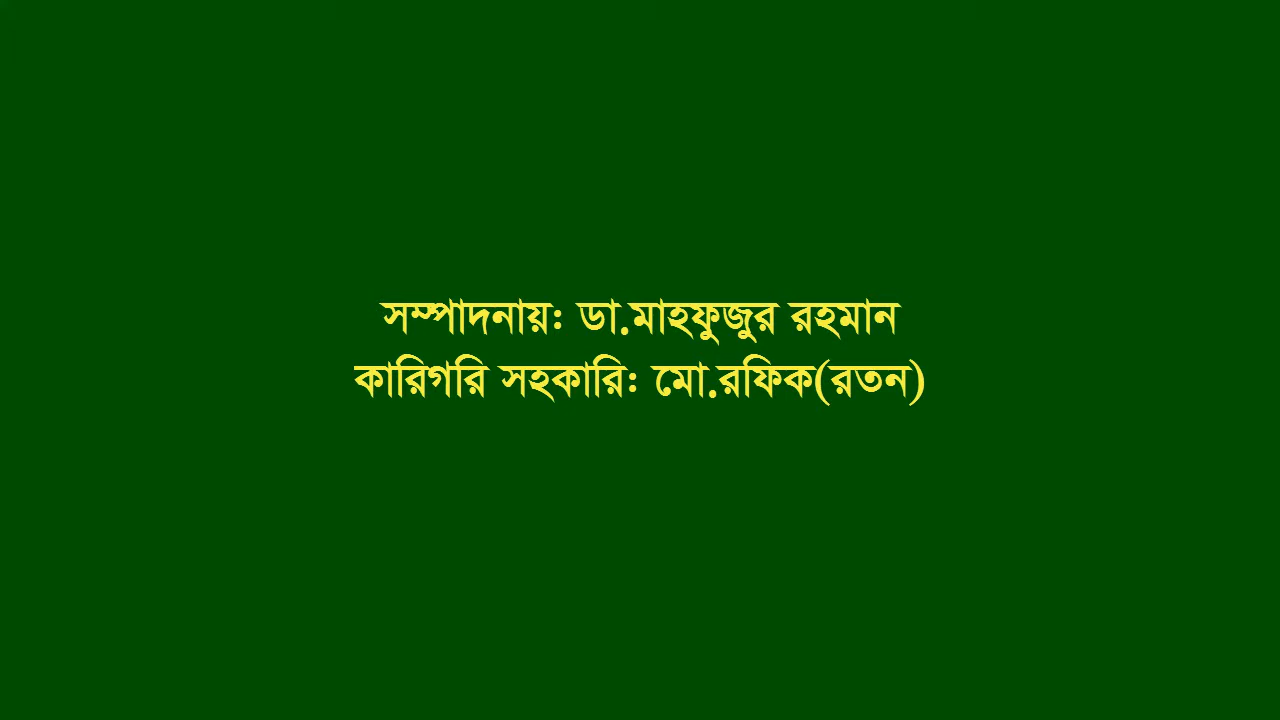 সম্পাদনায়: ডা.মাহফুজুর রহমান
কারিগরি সহকারি: মো.রফিক(রতন)